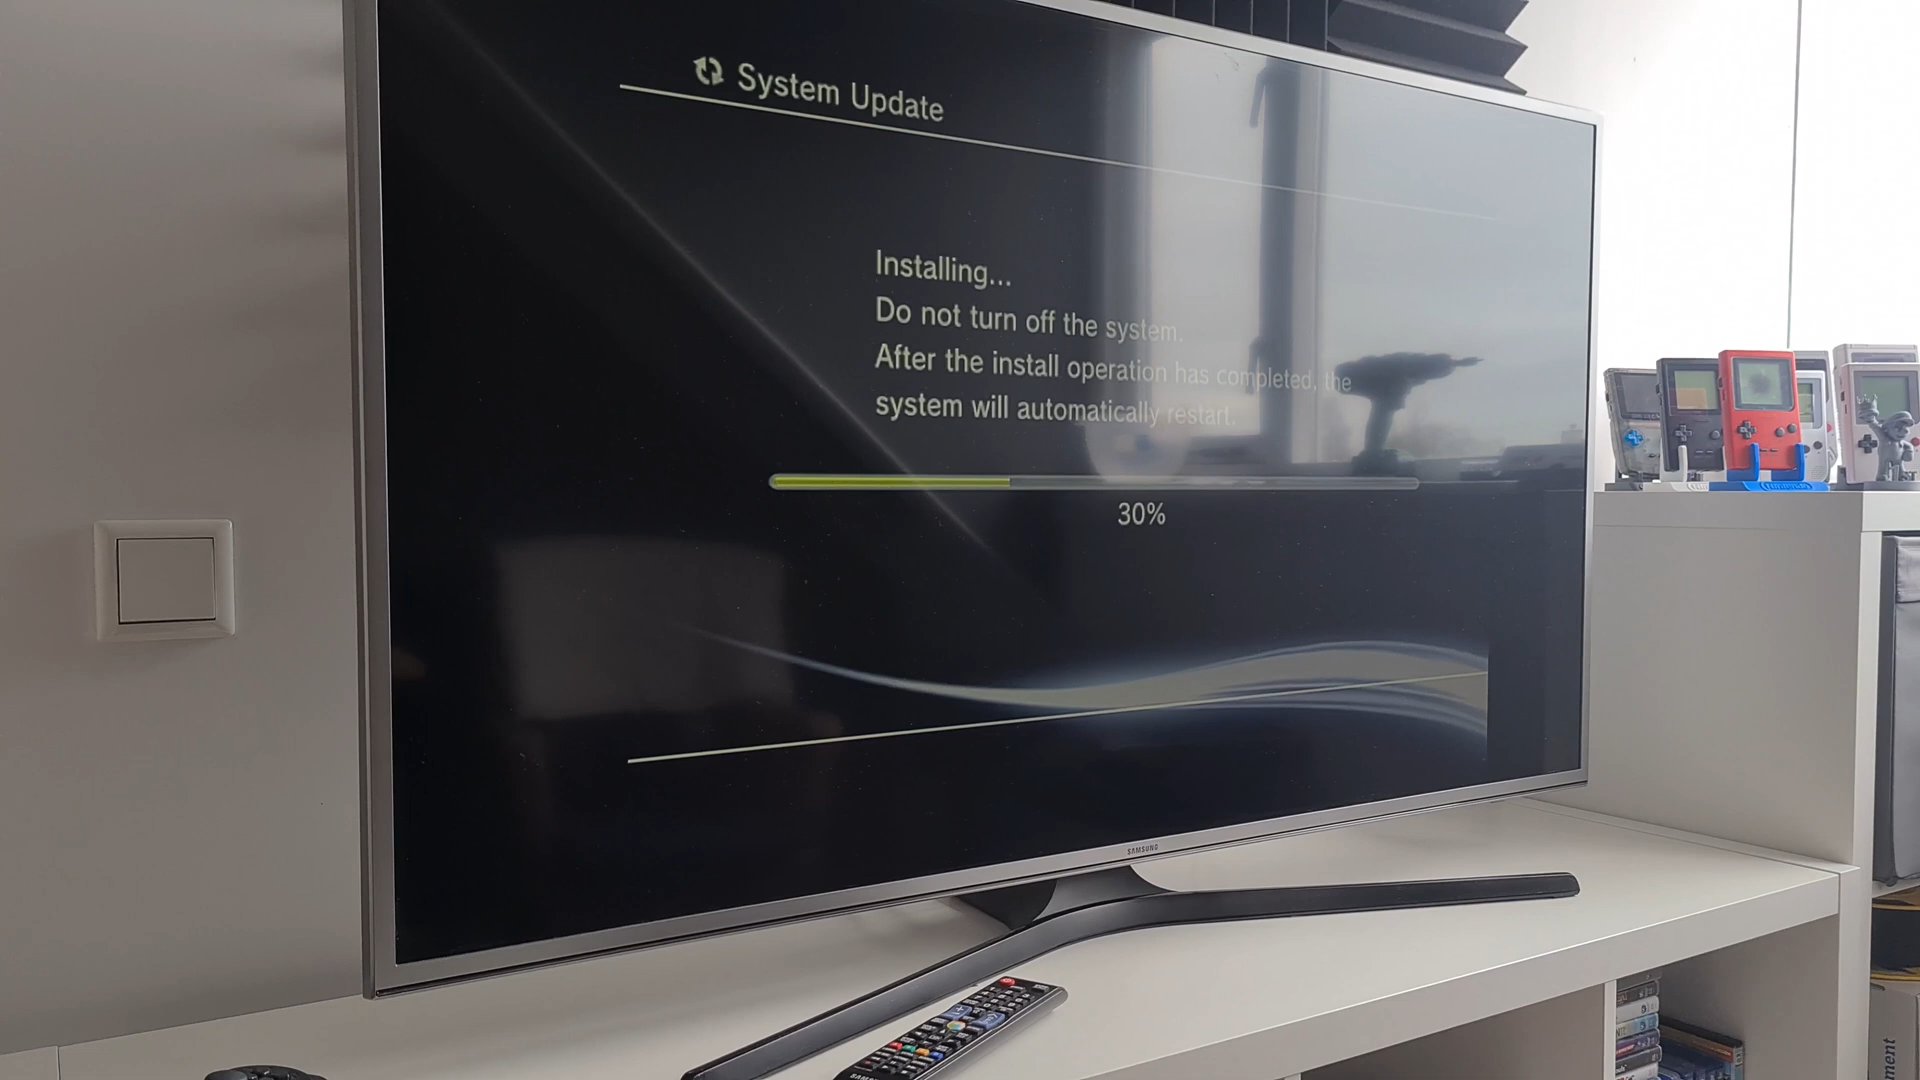 System Update
Installing...
Do not turn off the system.
After the install operation has completed, the
system will automatically restart.
30%
SAMSUNG